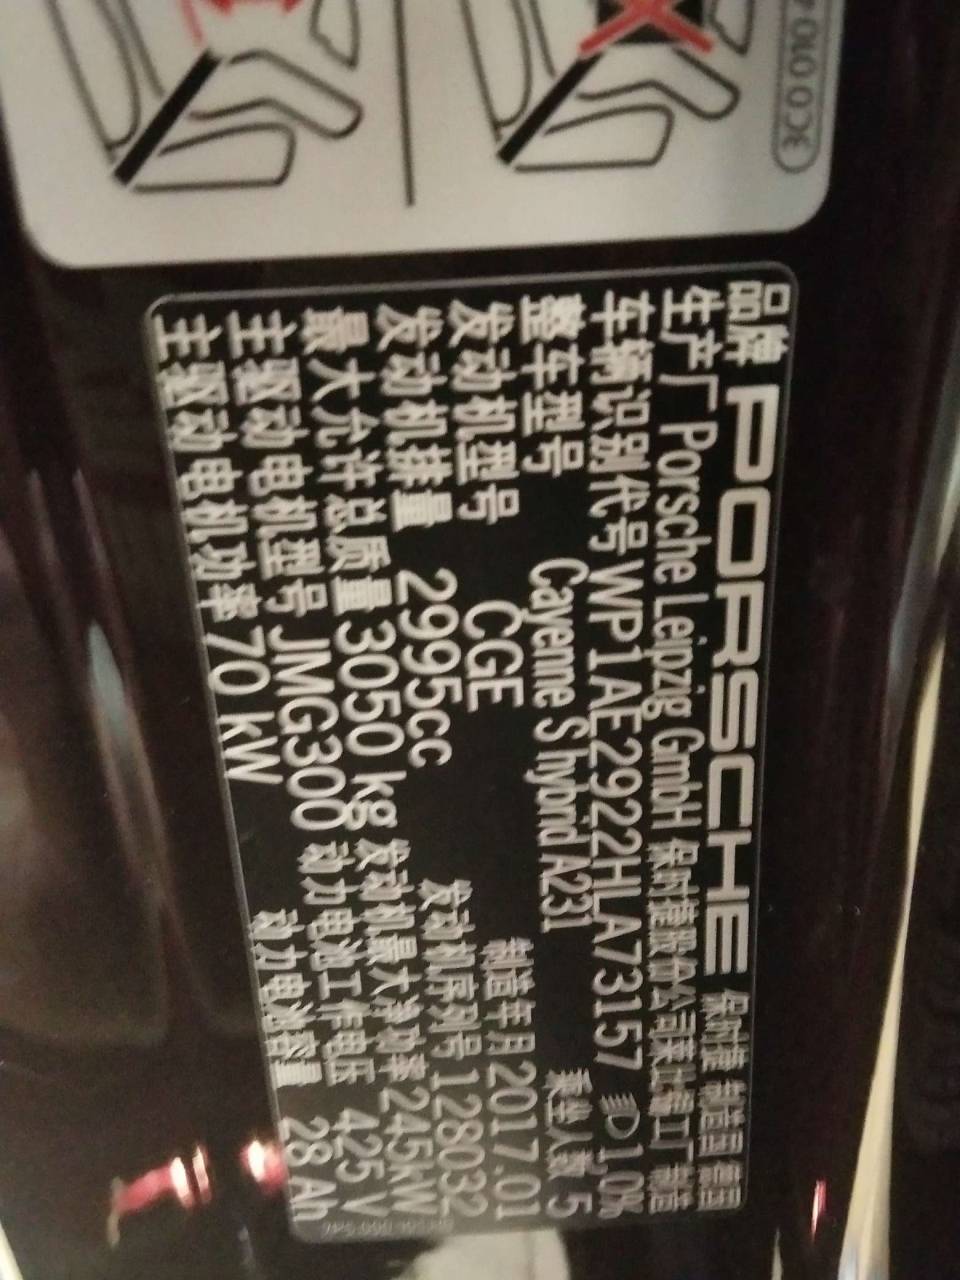 3C0 010 4
品牌 PORSCHE 保时捷 制造国 德国
生产厂 Porsche Leipzig GmbH 保时捷股份公司莱比锡工厂制造
车辆识别代号 WP1AE2922HLA73157 1,0%
整车型号 Cayenne S hybrid A231 乘坐人数 5
发动机型号 CGE 制造年月 2017.01
发动机排量 2995cc 发动机序列号 128032
最大允许总质量 3050 kg 发动机最大净功率 245kW
主驱动电机型号 JMG300 动力电池工作电压 425 V
主驱动电机功率 70 kW 动力电池容量 28 Ah